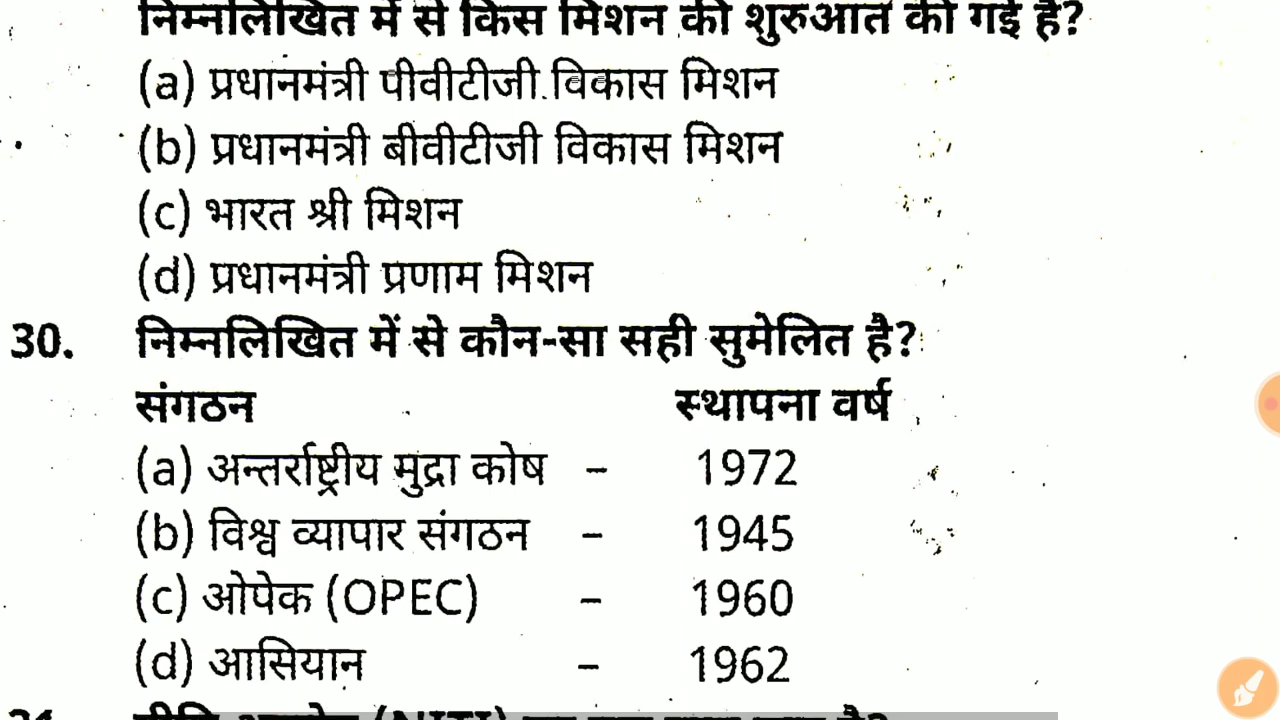 निम्नलिखित में से किस मिशन की शुरुआत की गई है?
(a) प्रधानमंत्री पीवीटीजी विकास मिशन
(b) प्रधानमंत्री बीवीटीजी विकास मिशन
(c) भारत श्री मिशन
(d) प्रधानमंत्री प्रणाम मिशन
30. निम्नलिखित में से कौन-सा सही सुमेलित है?
संगठन स्थापना वर्ष
(a) अन्तर्राष्ट्रीय मुद्रा कोष – 1972
(b) विश्व व्यापार संगठन – 1945
(c) ओपेक (OPEC) – 1960
(d) आसियान – 1962